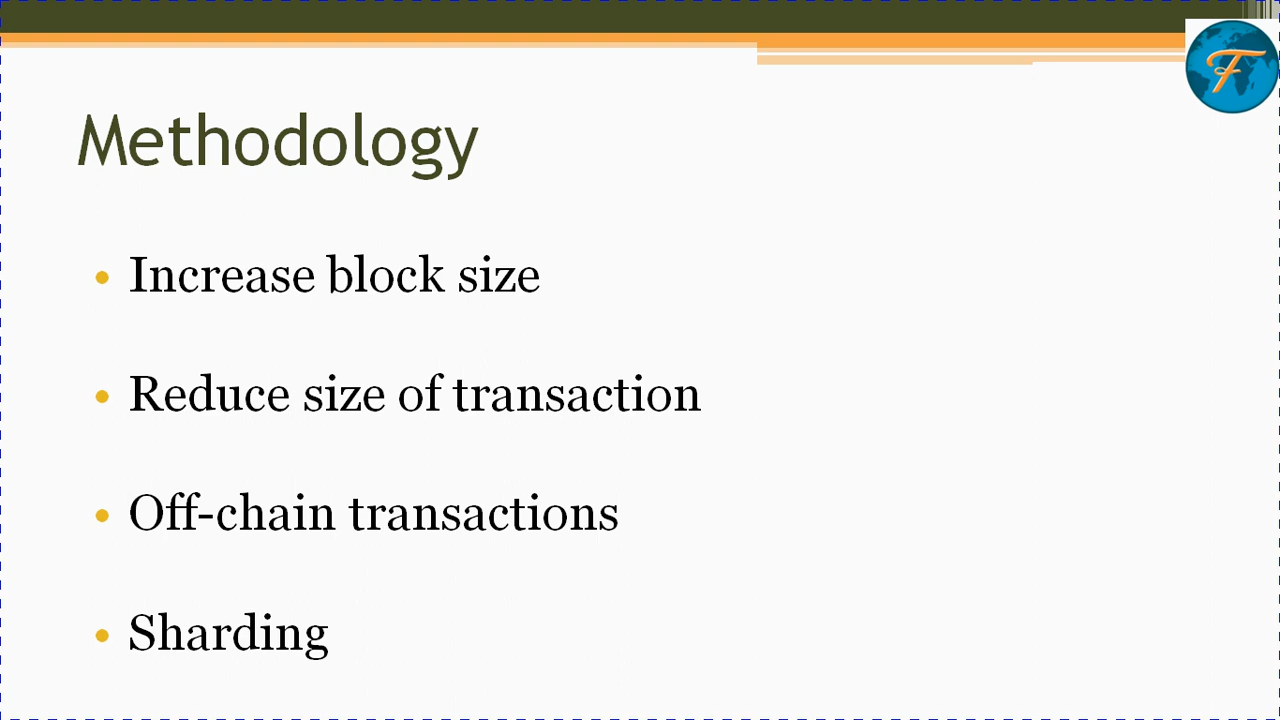 Methodology
• Increase block size
• Reduce size of transaction
• Off-chain transactions
• Sharding